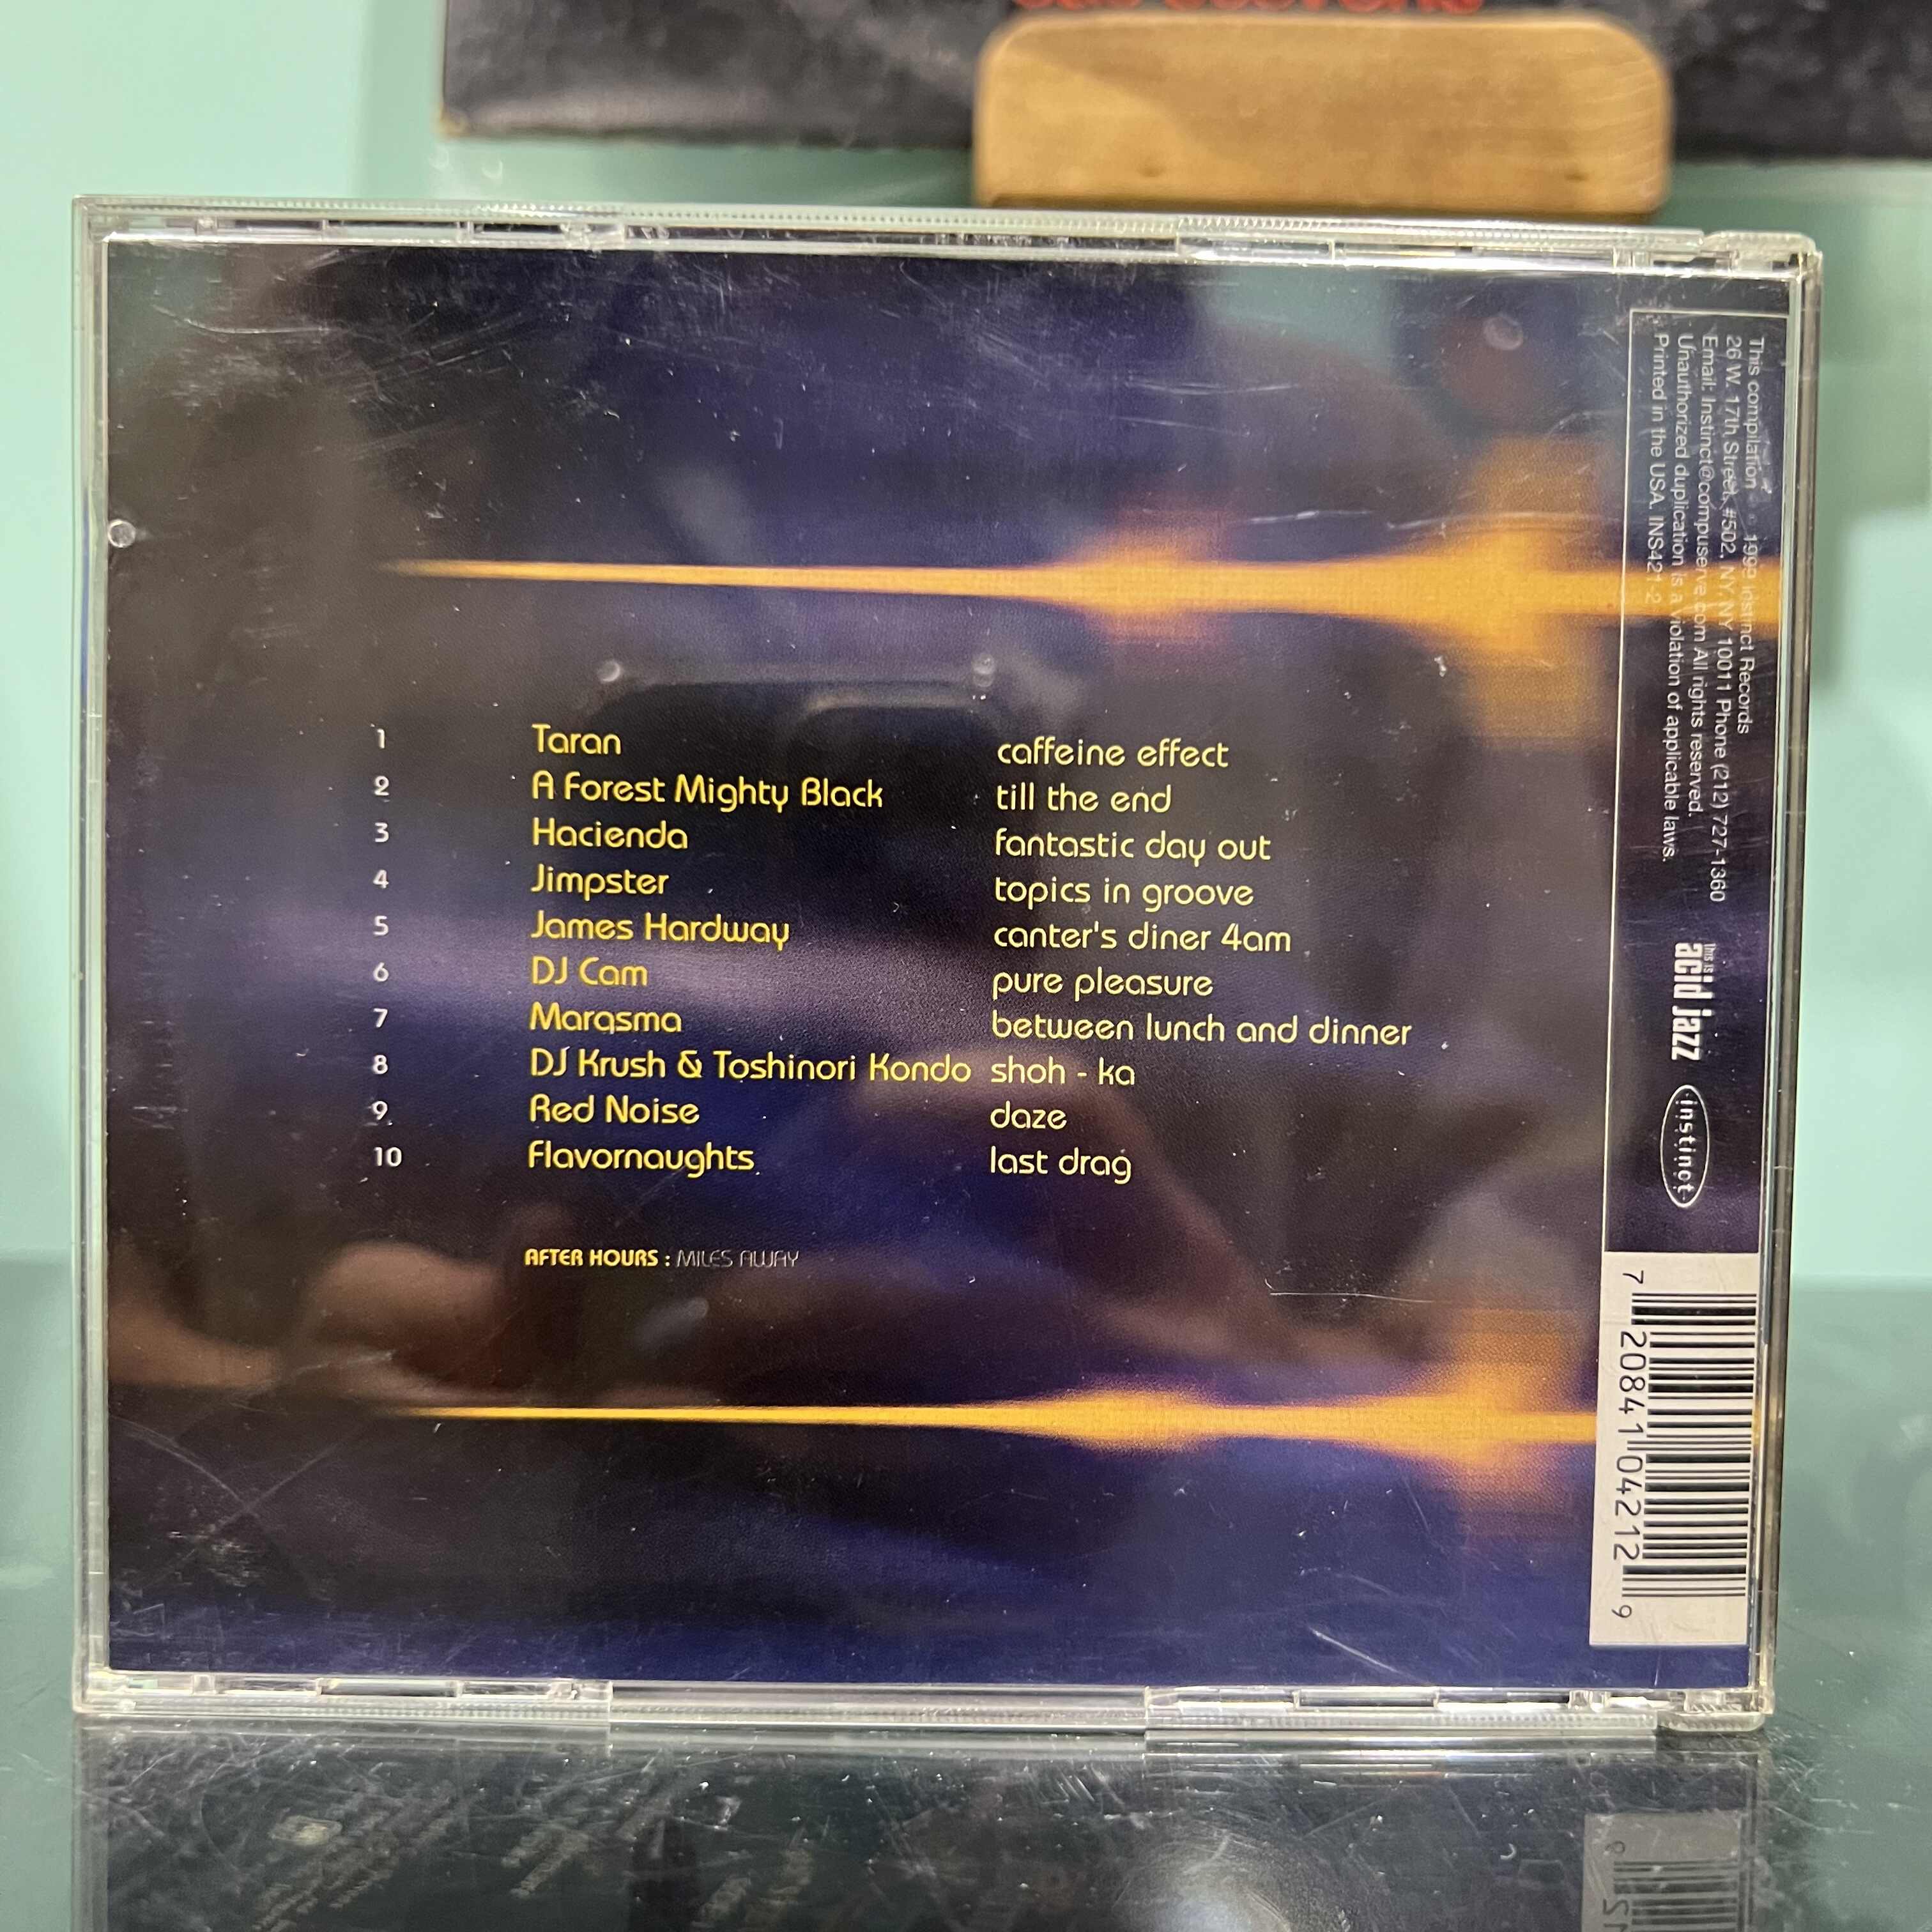 cat stevens
1 Taran caffeine effect
2 A Forest Mighty Black till the end
3 Hacienda fantastic day out
4 Jimpster topics in groove
5 James Hardway canter's diner 4am
6 DJ Cam pure pleasure
7 Marasma between lunch and dinner
8 DJ Krush & Toshinori Kondo shoh - ka
9 Red Noise daze
10 Flavornaughts last drag
AFTER HOURS : MILES AWAY
This compilation © 1999 Instinct Records
26 W. 17th Street, #502, NY, NY 10011 Phone (212) 727-1360
Email: Instinct@compuserve.com All rights reserved.
Unauthorized duplication is a violation of applicable laws.
Printed in the USA. INS421-2
this is
acid jazz
instinct
7 20841 04212 9